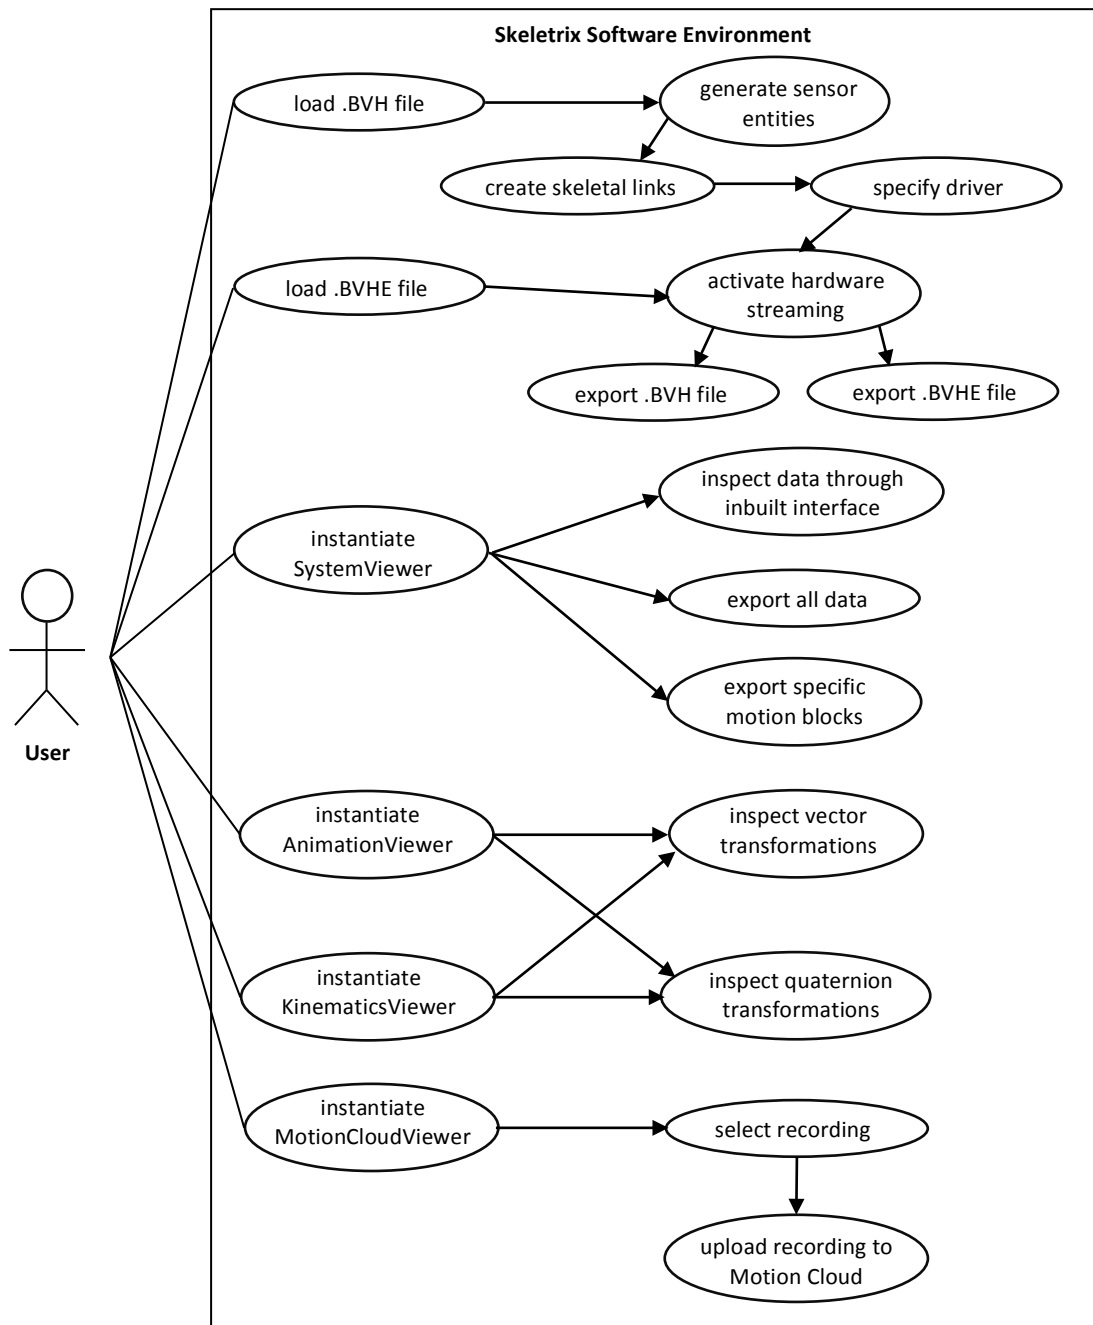 Skeletrix Software Environment
load .BVH file
generate sensor
entities
create skeletal links
specify driver
load .BVHE file
activate hardware
streaming
export .BVH file
export .BVHE file
inspect data through
inbuilt interface
instantiate
SystemViewer
export all data
export specific
motion blocks
User
instantiate
AnimationViewer
inspect vector
transformations
instantiate
KinematicsViewer
inspect quaternion
transformations
instantiate
MotionCloudViewer
select recording
upload recording to
Motion Cloud